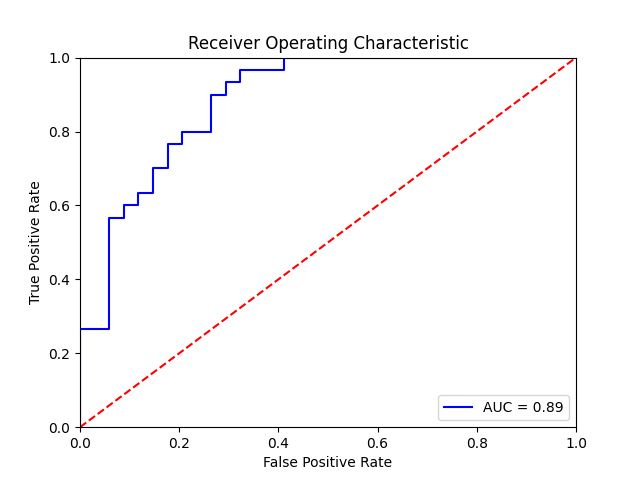 Receiver Operating Characteristic
1.0
0.8
0.6
0.4
0.2
0.0
True Positive Rate
AUC = 0.89
0.0 0.2 0.4 0.6 0.8 1.0
False Positive Rate